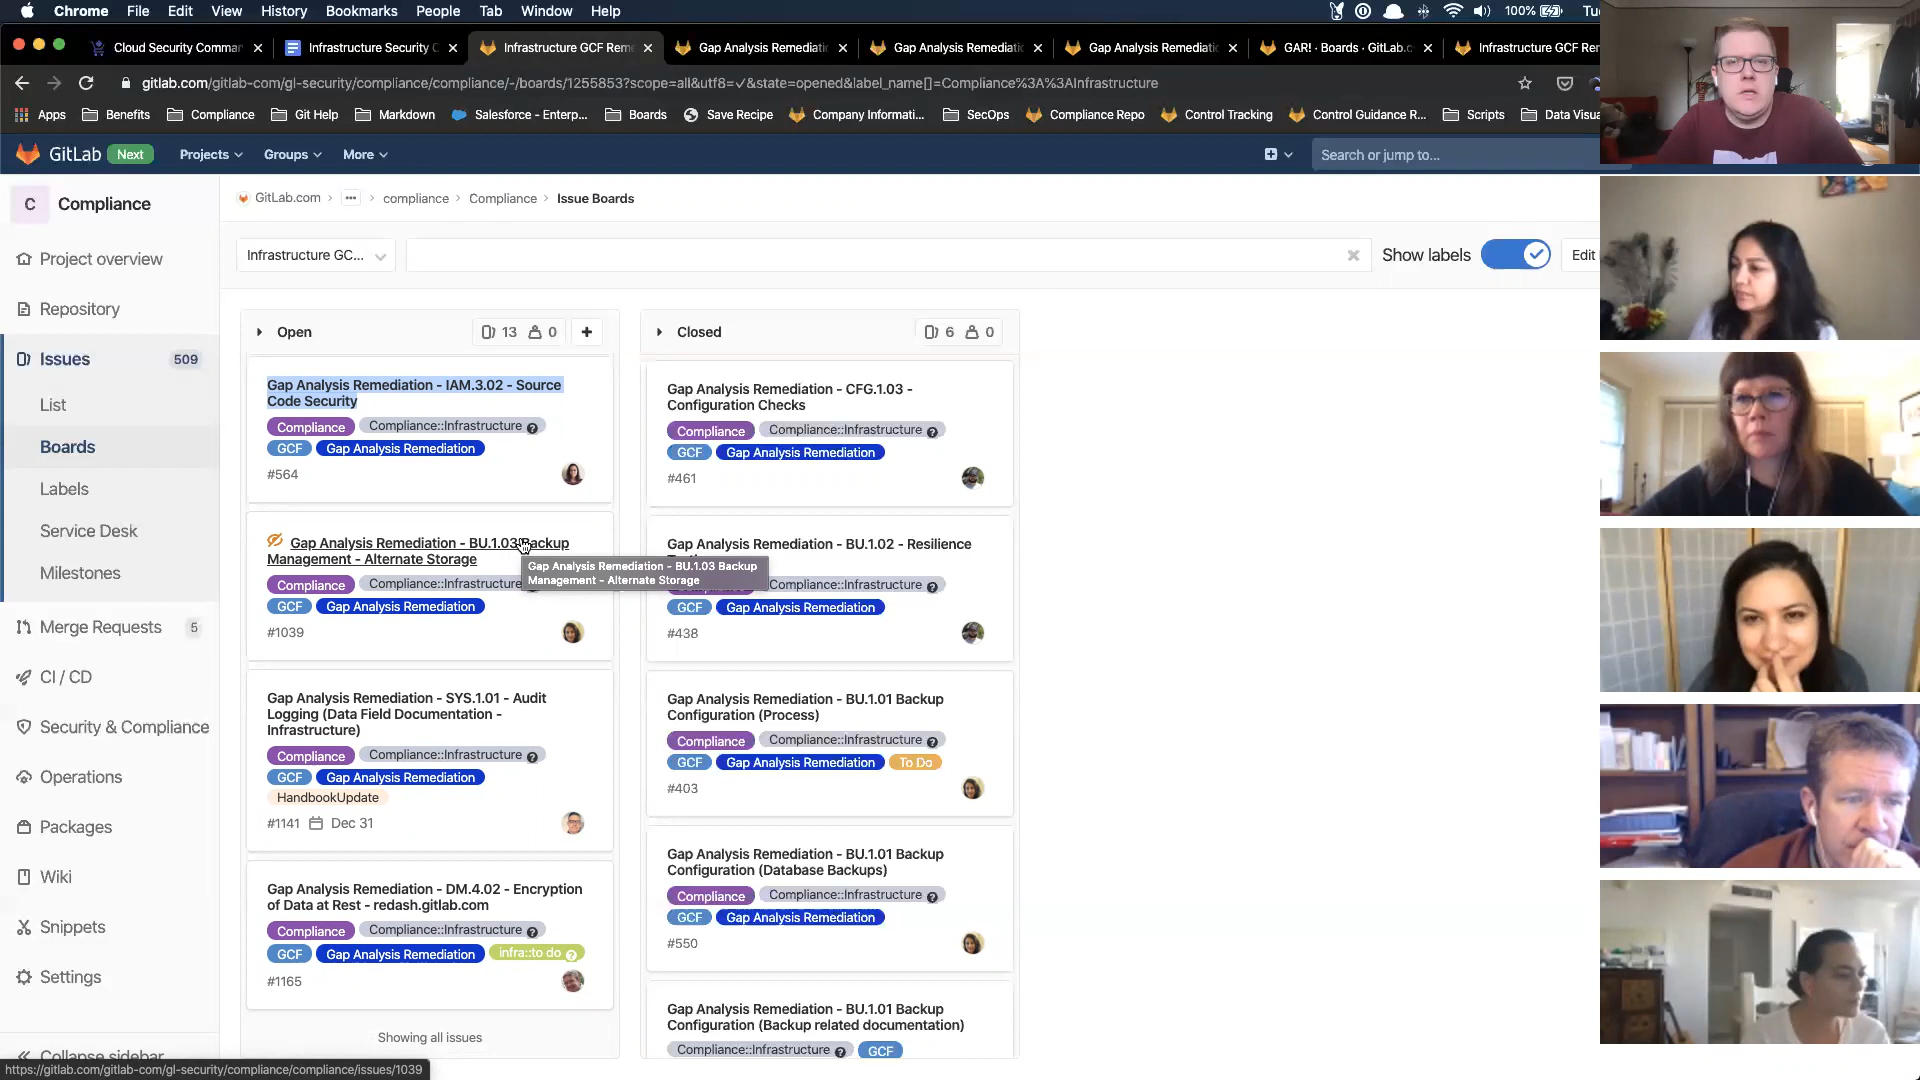 Chrome File Edit View History Bookmarks People Tab Window Help 100% Tu
Cloud Security Comman Infrastructure Security C Infrastructure GCF Rem Gap Analysis Remediatio Gap Analysis Remediatio Gap Analysis Remediatio GAR! · Boards · GitLab.c Infrastructure GCF Ren
gitlab.com/gitlab-com/gl-security/compliance/compliance/-/boards/1255853?scope=all&utf8=✓&state=opened&label_name[]=Compliance%3A%3AInfrastructure
Apps Benefits Compliance Git Help Markdown Salesforce - Enterp... Boards Save Recipe Company Informati... SecOps Compliance Repo Control Tracking Control Guidance R... Scripts Data Visua
GitLab Next Projects Groups More Search or jump to...
C Compliance
GitLab.com > ... > compliance > Compliance > Issue Boards
Infrastructure GC... Show labels Edit
Project overview
Repository
Issues 509
List
Boards
Labels
Service Desk
Milestones
Merge Requests 5
CI / CD
Security & Compliance
Operations
Packages
Wiki
Snippets
Settings
Collapse sidebar
Open 13 0 +
Gap Analysis Remediation - IAM.3.02 - Source
Code Security
Compliance Compliance::Infrastructure
GCF Gap Analysis Remediation
#564
Gap Analysis Remediation - BU.1.03 Backup
Management - Alternate Storage
Gap Analysis Remediation - BU.1.03 Backup
Management - Alternate Storage
Compliance Compliance::Infrastructure
GCF Gap Analysis Remediation
#1039
Gap Analysis Remediation - SYS.1.01 - Audit
Logging (Data Field Documentation -
Infrastructure)
Compliance Compliance::Infrastructure
GCF Gap Analysis Remediation
HandbookUpdate
#1141 Dec 31
Gap Analysis Remediation - DM.4.02 - Encryption
of Data at Rest - redash.gitlab.com
Compliance Compliance::Infrastructure
GCF Gap Analysis Remediation infra::to do
#1165
Showing all issues
Closed 6 0
Gap Analysis Remediation - CFG.1.03 -
Configuration Checks
Compliance Compliance::Infrastructure
GCF Gap Analysis Remediation
#461
Gap Analysis Remediation - BU.1.02 - Resilience
Compliance::Infrastructure
GCF Gap Analysis Remediation
#438
Gap Analysis Remediation - BU.1.01 Backup
Configuration (Process)
Compliance Compliance::Infrastructure
GCF Gap Analysis Remediation To Do
#403
Gap Analysis Remediation - BU.1.01 Backup
Configuration (Database Backups)
Compliance Compliance::Infrastructure
GCF Gap Analysis Remediation
#550
Gap Analysis Remediation - BU.1.01 Backup
Configuration (Backup related documentation)
Compliance::Infrastructure GCF
https://gitlab.com/gitlab-com/gl-security/compliance/compliance/issues/1039